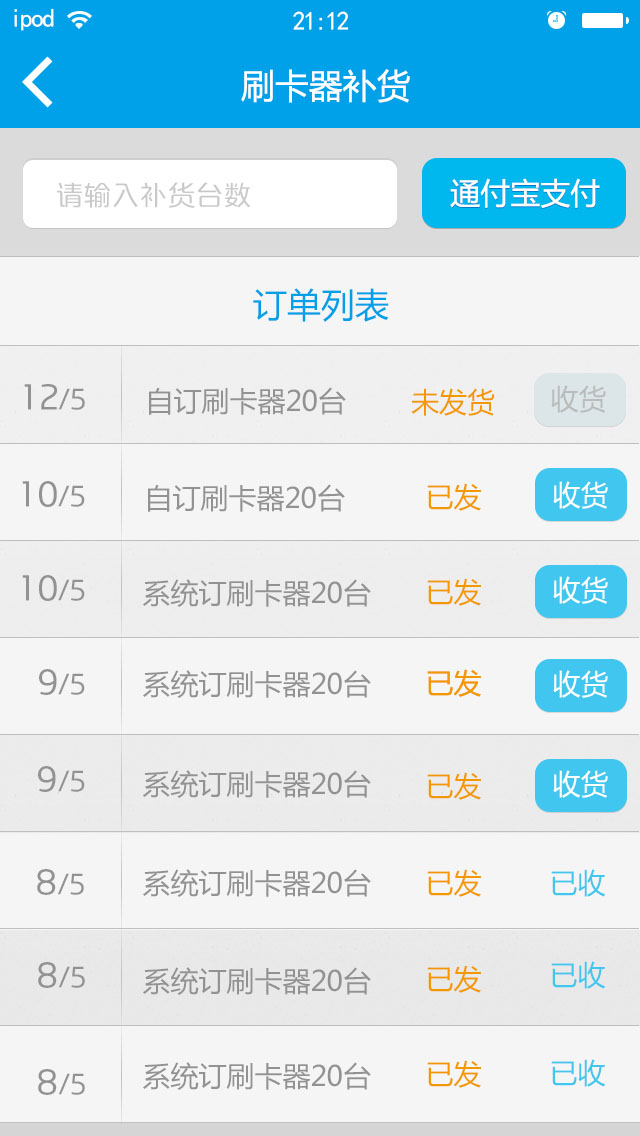 ipod 21:12
刷卡器补货
请输入补货台数 通付宝支付
订单列表
12/5 自订刷卡器20台 未发货 收货
10/5 自订刷卡器20台 已发 收货
10/5 系统订刷卡器20台 已发 收货
9/5 系统订刷卡器20台 已发 收货
9/5 系统订刷卡器20台 已发 收货
8/5 系统订刷卡器20台 已发 已收
8/5 系统订刷卡器20台 已发 已收
8/5 系统订刷卡器20台 已发 已收